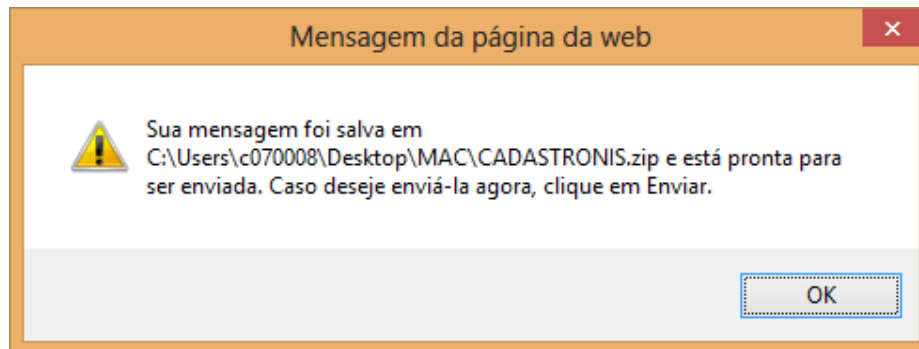 Mensagem da página da web
Sua mensagem foi salva em
C:\Users\c070008\Desktop\MAC\CADASTRONIS.zip e está pronta para
ser enviada. Caso deseje enviá-la agora, clique em Enviar.
OK